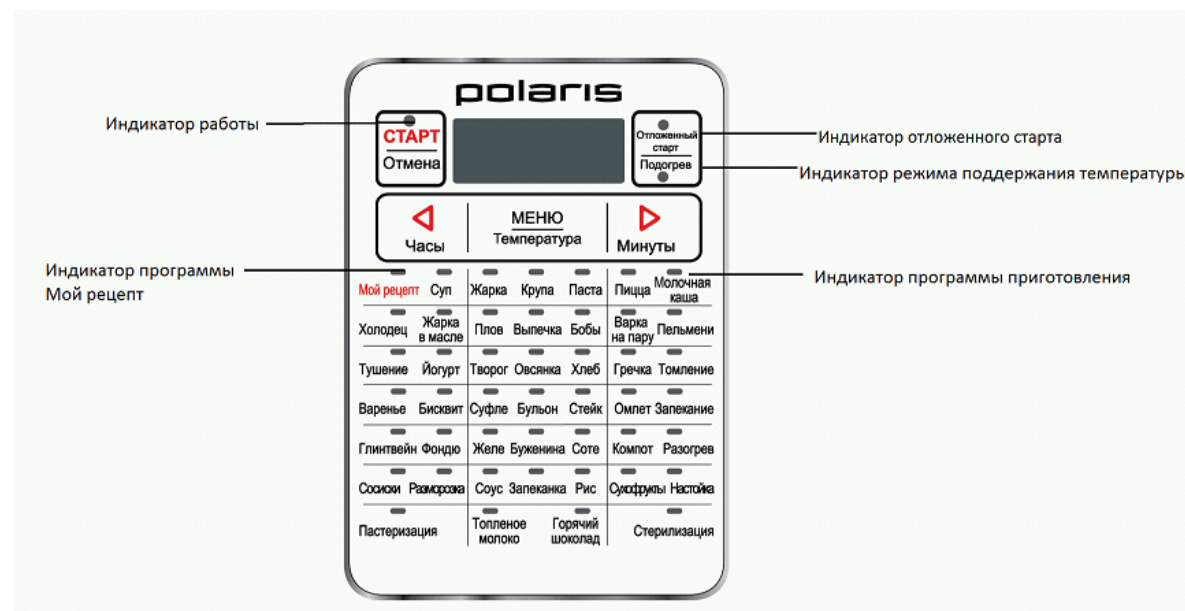 polaris
Индикатор работы
СТАРТ
Отмена
Отложенный
старт
Подогрев
Индикатор отложенного старта
Индикатор режима поддержания температуры
Часы
МЕНЮ
Температура
Минуты
Индикатор программы
Мой рецепт
Индикатор программы приготовления
Мой рецепт Суп Жарка Крупа Паста Пицца Молочная
каша
Холодец Жарка
в масле Плов Выпечка Бобы Варка
на пару Пельмени
Тушение Йогурт Творог Овсянка Хлеб Гречка Томление
Варенье Бисквит Суфле Бульон Стейк Омлет Запекание
Глинтвейн Фондю Желе Буженина Соте Компот Разогрев
Сосиски Разморозка Соус Запеканка Рис Сухофрукты Настойка
Пастеризация Топленое
молоко Горячий
шоколад Стерилизация